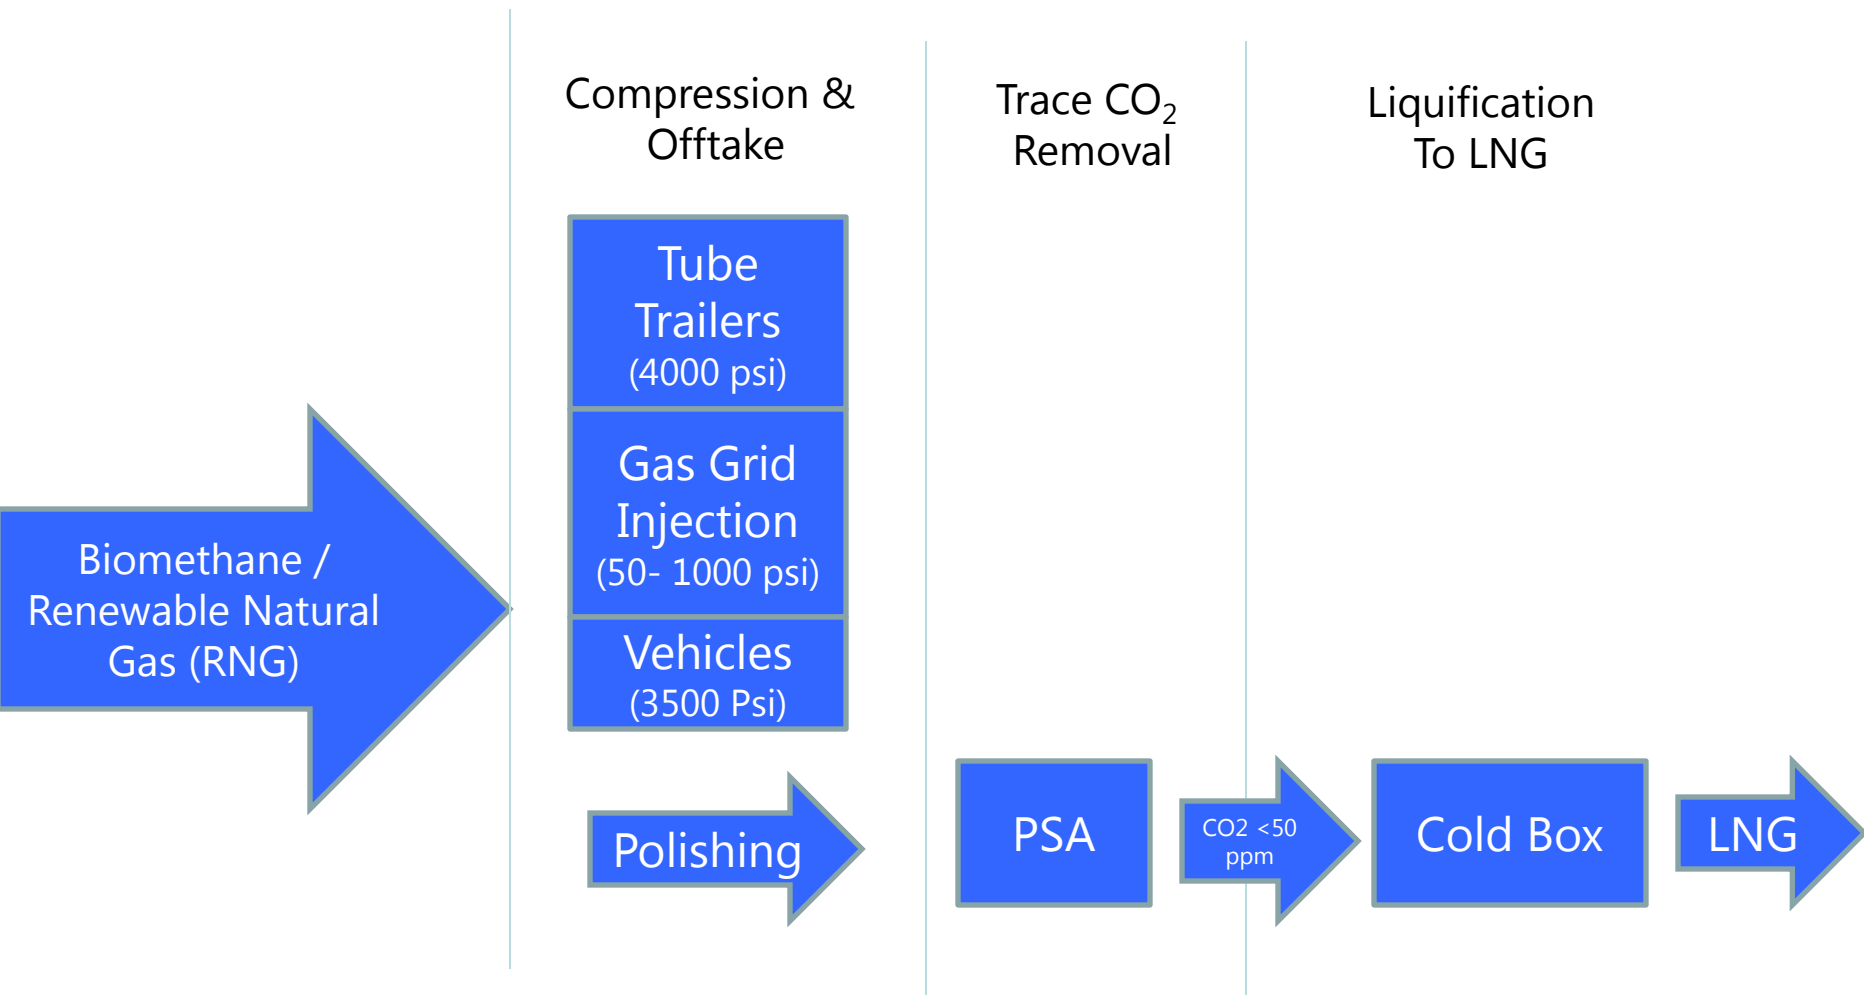 Compression &
Offtake
Trace CO₂
Removal
Liquification
To LNG
Tube
Trailers
(4000 psi)
Gas Grid
Injection
(50- 1000 psi)
Vehicles
(3500 Psi)
Biomethane /
Renewable Natural
Gas (RNG)
Polishing
PSA
CO2 <50
ppm
Cold Box
LNG